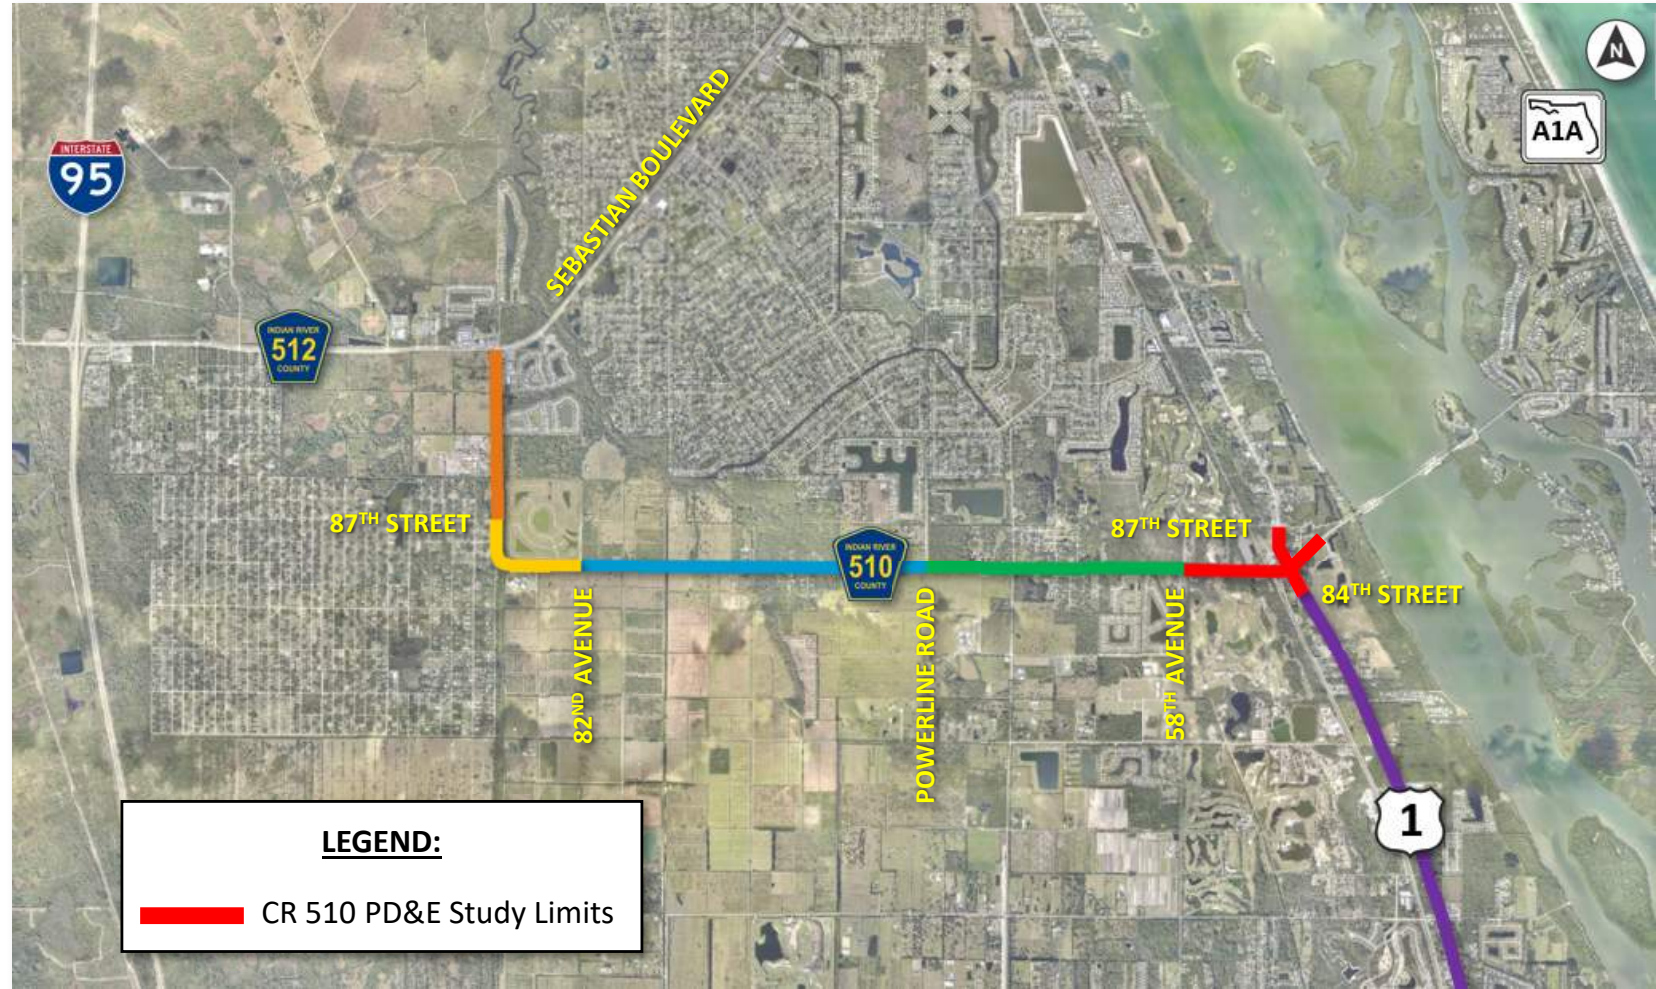 N
A1A
INTERSTATE
95
SEBASTIAN BOULEVARD
INDIAN RIVER
512
COUNTY
87TH STREET
87TH STREET
INDIAN RIVER
510
COUNTY
84TH STREET
82ND AVENUE
POWERLINE ROAD
58TH AVENUE
1
LEGEND:
CR 510 PD&E Study Limits